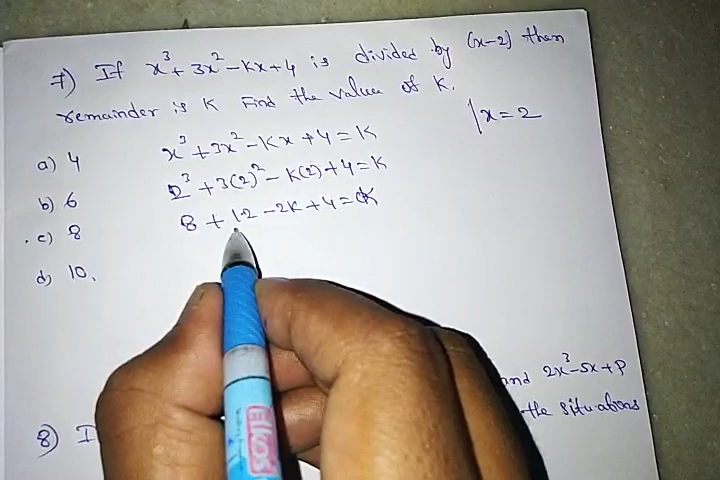 7) If x³ + 3x² - Kx + 4 is divided by (x-2) then
remainder is K Find the value of K.
x = 2
a) 4
b) 6
c) 8
d) 10.
x³ + 3x² - Kx + 4 = K
2³ + 3(2)² - K(2) + 4 = K
8 + 12 - 2K + 4 = K
and 2x³ - 5x + P
the situations
8) I
Elkos